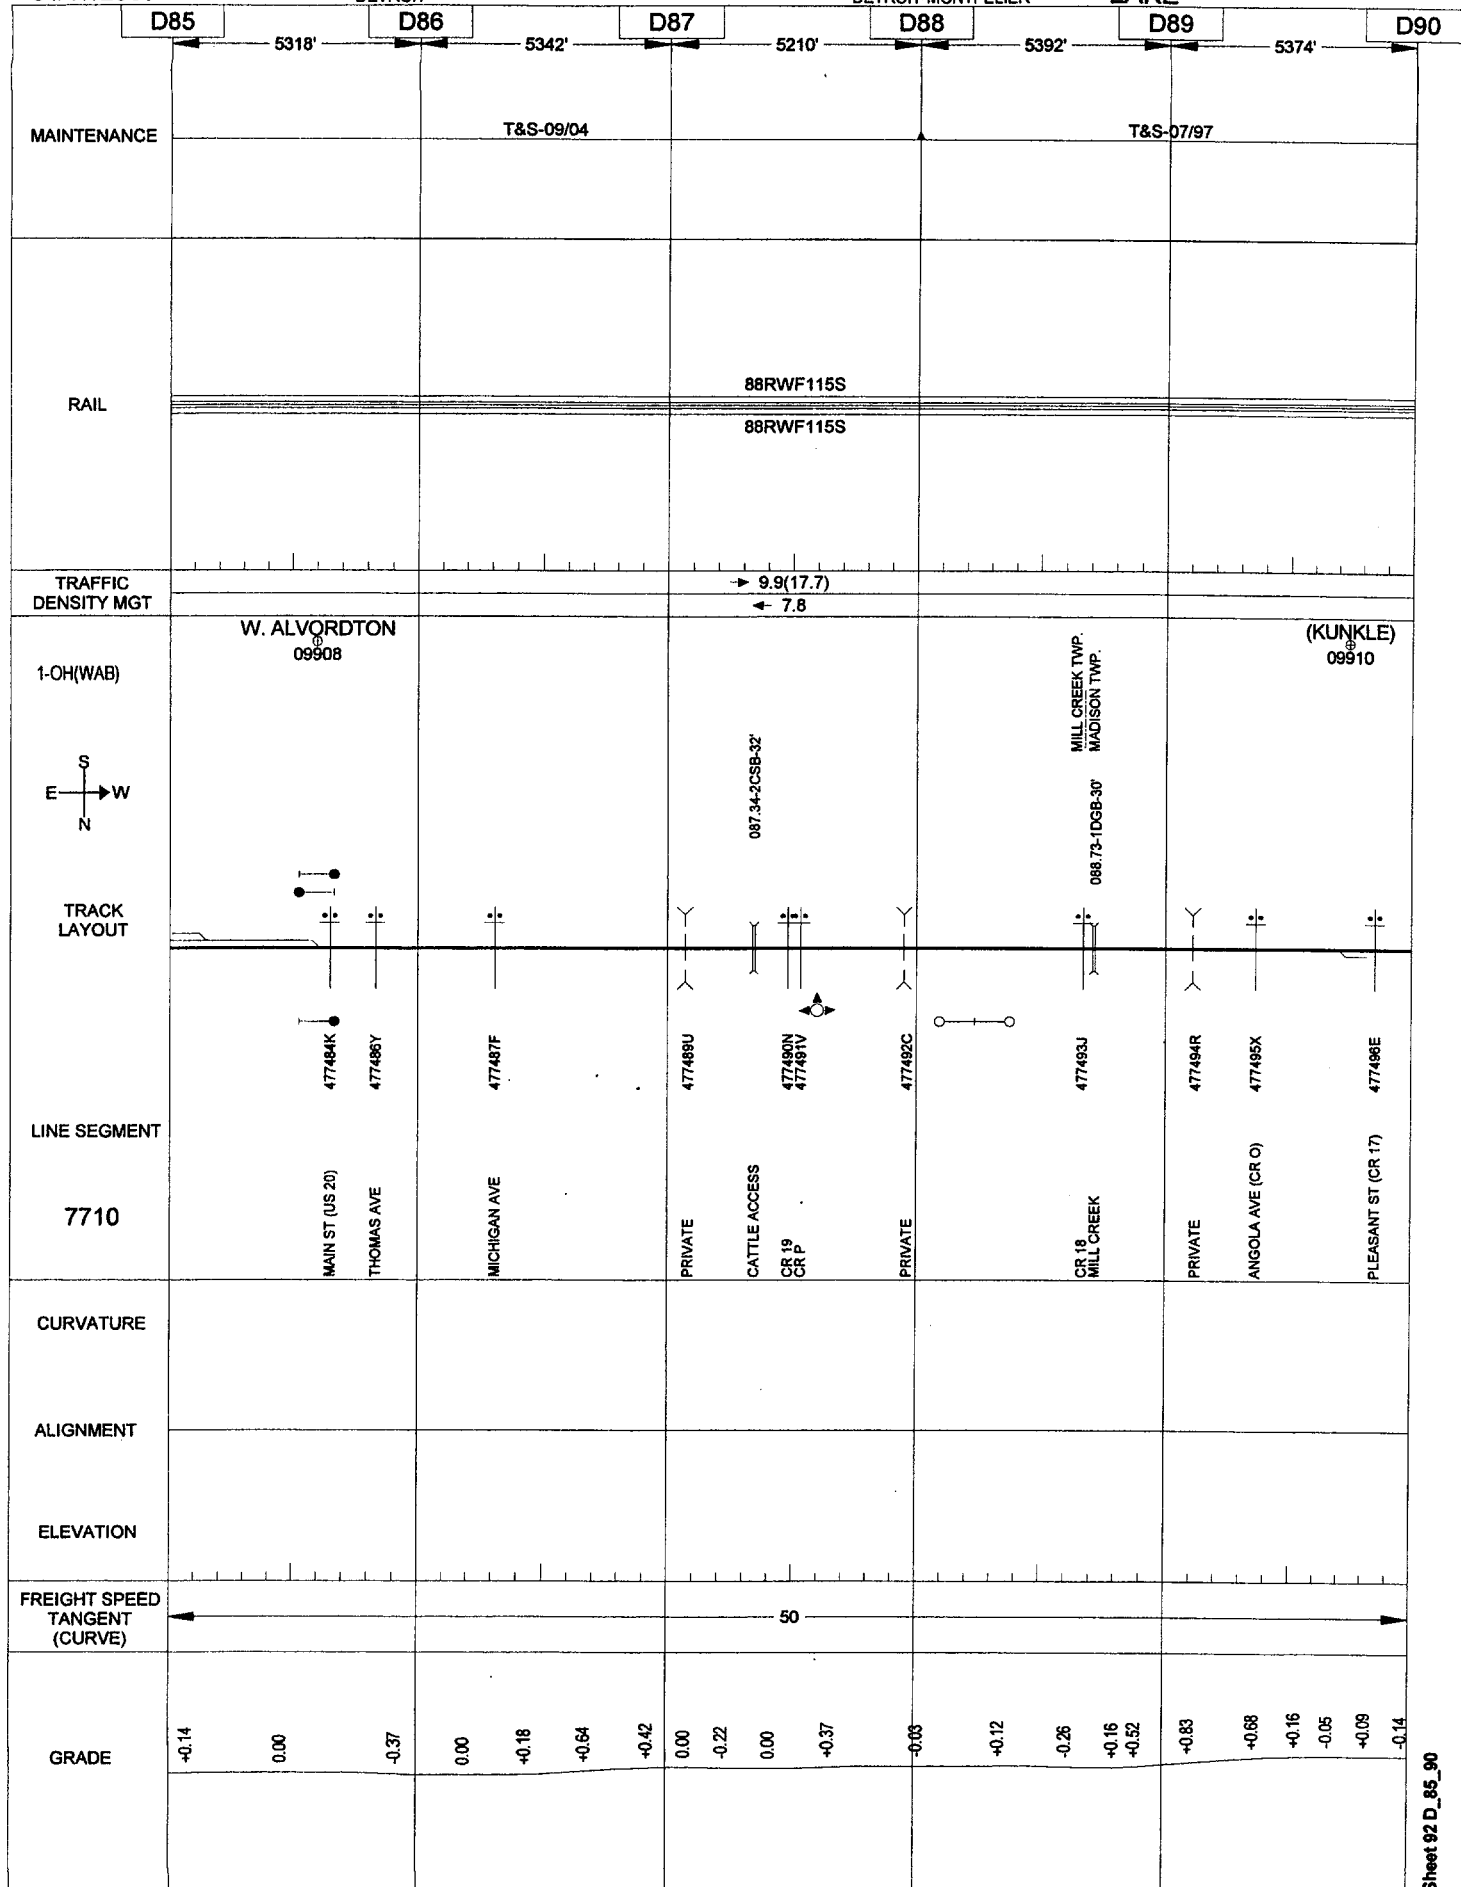 DETROIT
DETROIT-MONTPELIER
LAKE
D85 D86 D87 D88 D89 D90
5318' 5342' 5210' 5392' 5374'
MAINTENANCE
T&S-09/04
T&S-07/97
RAIL
88RWF115S
88RWF115S
TRAFFIC
DENSITY MGT
9.9(17.7)
7.8
W. ALVORDTON
09908
(KUNKLE)
09910
1-OH(WAB)
S
E W
N
087.34-2CSB-32'
MILL CREEK TWP.
MADISON TWP.
088.73-1DGB-30'
TRACK
LAYOUT
477484K
477486Y
477487F
477489U
477490N
477491V
477492C
477493J
477494R
477495X
477496E
LINE SEGMENT
7710
MAIN ST (US 20)
THOMAS AVE
MICHIGAN AVE
PRIVATE
CATTLE ACCESS
CR 19
CR P
PRIVATE
CR 18
MILL CREEK
PRIVATE
ANGOLA AVE (CR O)
PLEASANT ST (CR 17)
CURVATURE
ALIGNMENT
ELEVATION
FREIGHT SPEED
TANGENT
(CURVE)
50
GRADE
+0.14
0.00
-0.37
0.00
+0.18
+0.64
+0.42
0.00
-0.22
0.00
+0.37
-0.03
+0.12
-0.26
+0.16
+0.52
+0.83
+0.68
+0.16
-0.05
+0.09
-0.14
Sheet 92 D_85_90